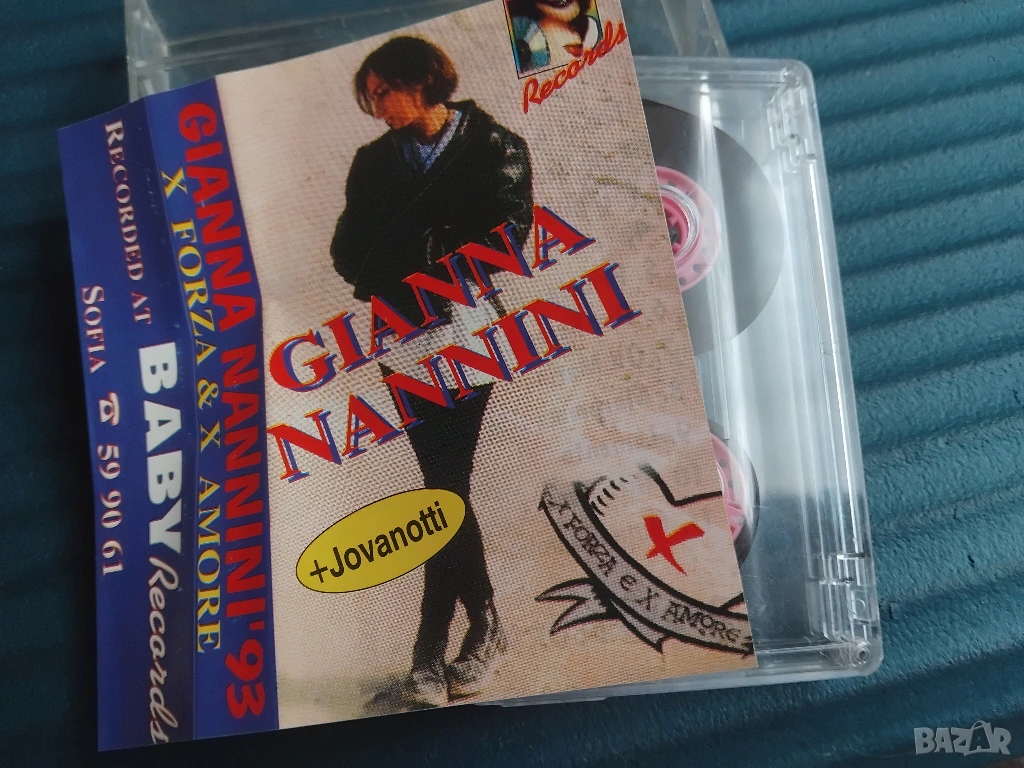 GIANNA NANNINI'93
X FORZA & X AMORE
RECORDED AT BABY Records
SOFIA ☎ 59 90 61
Records
GIANNA
NANNINI
+Jovanotti
X FORZA e X AMORE
X
BAZAR